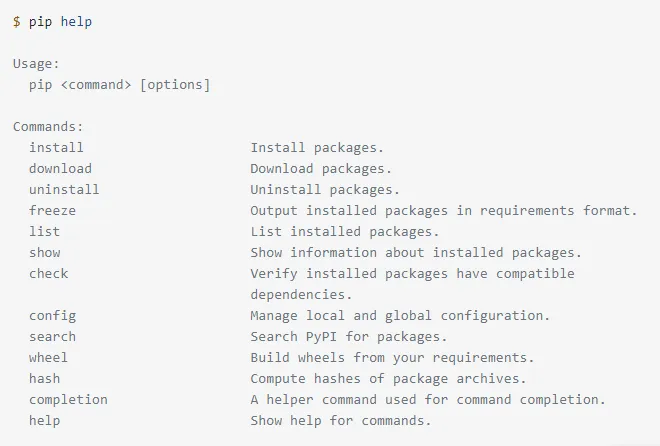 $ pip help
Usage:
pip <command> [options]
Commands:
install Install packages.
download Download packages.
uninstall Uninstall packages.
freeze Output installed packages in requirements format.
list List installed packages.
show Show information about installed packages.
check Verify installed packages have compatible
dependencies.
config Manage local and global configuration.
search Search PyPI for packages.
wheel Build wheels from your requirements.
hash Compute hashes of package archives.
completion A helper command used for command completion.
help Show help for commands.